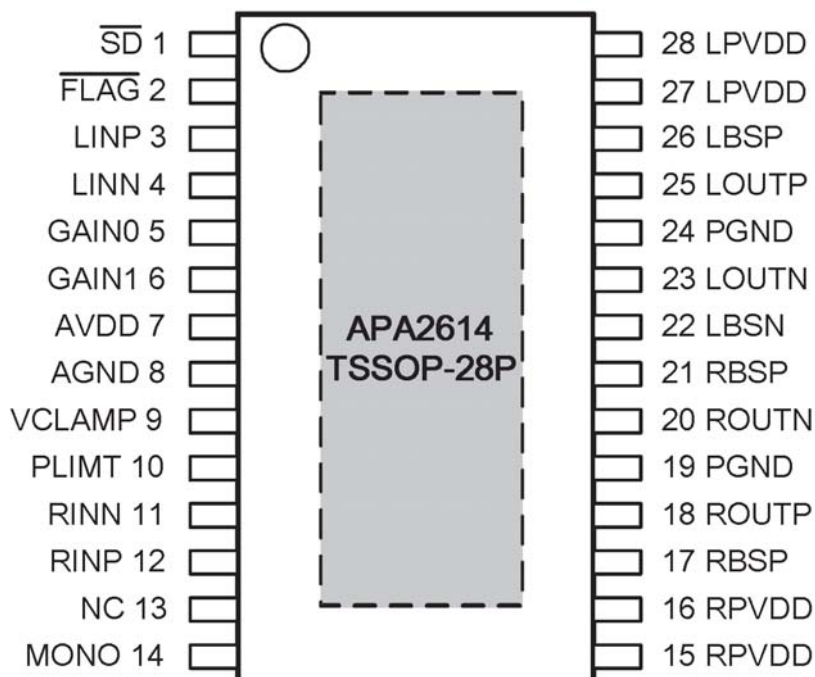 S̅D̅ 1
F̅L̅A̅G̅ 2
LINP 3
LINN 4
GAIN0 5
GAIN1 6
AVDD 7
AGND 8
VCLAMP 9
PLIMT 10
RINN 11
RINP 12
NC 13
MONO 14
APA2614
TSSOP-28P
28 LPVDD
27 LPVDD
26 LBSP
25 LOUTP
24 PGND
23 LOUTN
22 LBSN
21 RBSP
20 ROUTN
19 PGND
18 ROUTP
17 RBSP
16 RPVDD
15 RPVDD